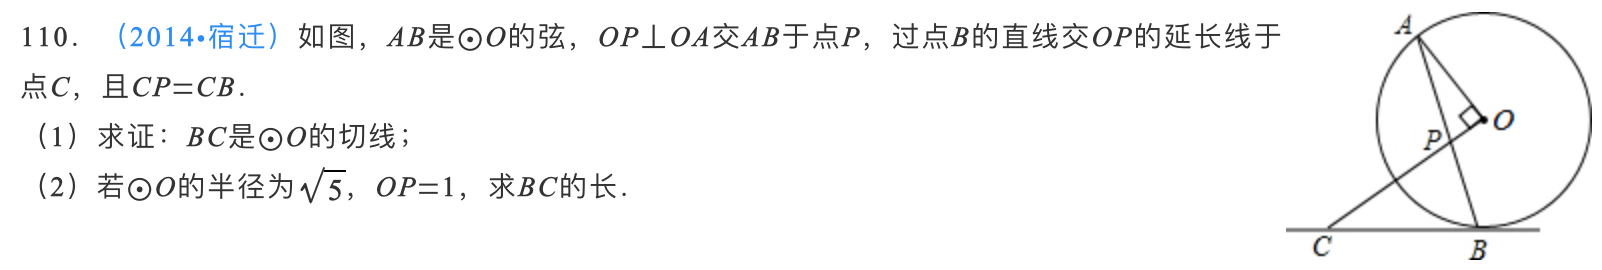 110. （2014•宿迁）如图，AB是⊙O的弦，OP⊥OA交AB于点P，过点B的直线交OP的延长线于
点C，且CP=CB.
（1）求证：BC是⊙O的切线；
（2）若⊙O的半径为√5，OP=1，求BC的长.
A
O
P
C
B